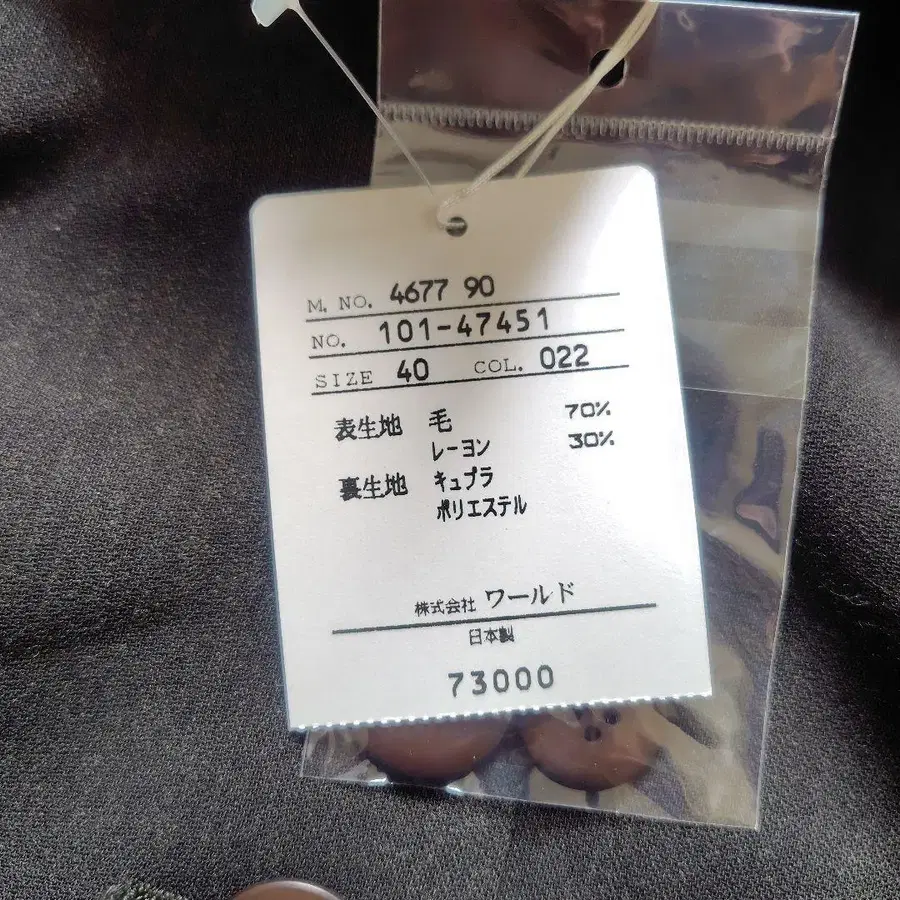 M. NO. 4677 90
NO. 101-47451
SIZE 40 COL. 022
表生地 毛 70%
レーヨン 30%
裏生地 キュプラ
ポリエステル
株式会社 ワールド
日本製
73000